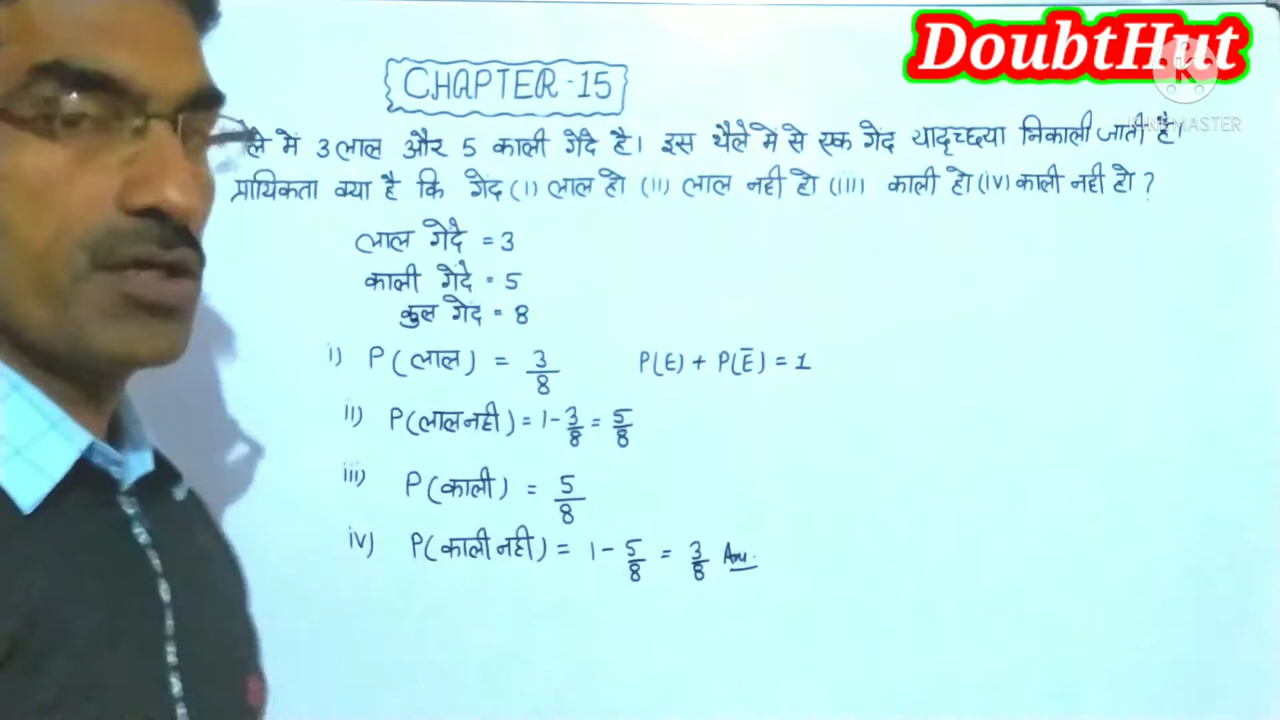 DoubtHut
KINEMASTER
CHAPTER-15
ले मे 3 लाल और 5 काली गेंदे है। इस थैले मे से एक गेंद यादृच्छ्या निकाली जाती है
प्रायिकता क्या है कि गेंद (I) लाल हो (II) लाल नही हो (III) काली हो (IV) काली नही हो ?
लाल गेंदे = 3
काली गेंदे = 5
कुल गेंद = 8
i) P(लाल) = 3/8 P(E) + P(Ē) = 1
ii) P(लाल नही) = 1 - 3/8 = 5/8
iii) P(काली) = 5/8
iv) P(काली नही) = 1 - 5/8 = 3/8 Ans.